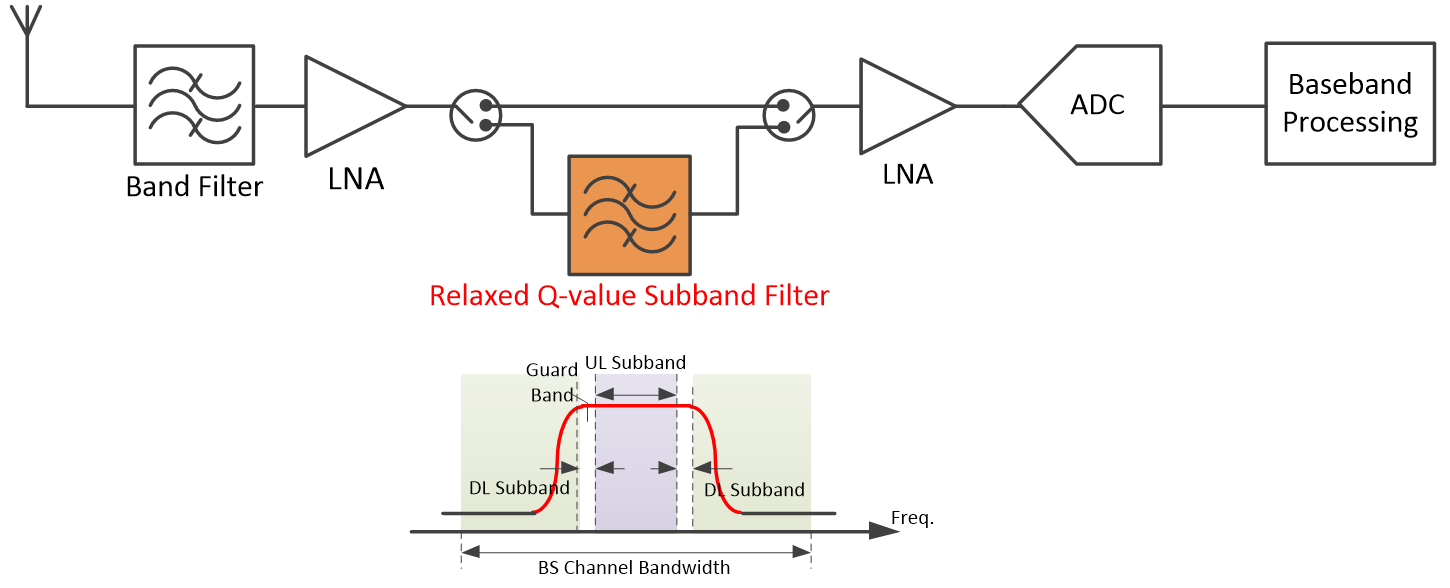 Band Filter
LNA
Relaxed Q-value Subband Filter
LNA
ADC
Baseband
Processing
Guard
Band
UL Subband
DL Subband
DL Subband
Freq.
BS Channel Bandwidth